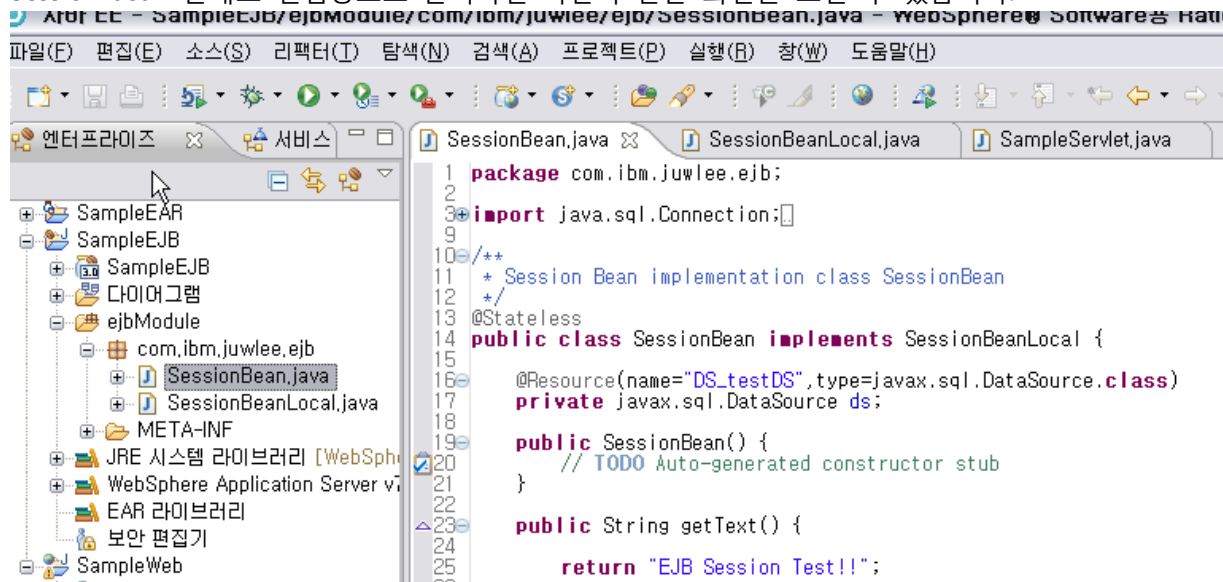 자바 EE - SampleEJB/ejbModule/com/ibm/juwlee/ejb/SessionBean.java - WebSphere® Software용
파일(F) 편집(E) 소스(S) 리팩터(T) 탐색(N) 검색(A) 프로젝트(P) 실행(R) 창(W) 도움말(H)
엔터프라이즈 서비스
SessionBean.java SessionBeanLocal.java SampleServlet.java
SampleEAR
SampleEJB
3.0 SampleEJB
다이어그램
ejbModule
com.ibm.juwlee.ejb
SessionBean.java
SessionBeanLocal.java
META-INF
JRE 시스템 라이브러리 [WebSph
WebSphere Application Server v7
EAR 라이브러리
보안 편집기
SampleWeb
1 package com.ibm.juwlee.ejb;
2
3 import java.sql.Connection;
9
10 /**
11 * Session Bean implementation class SessionBean
12 */
13 @Stateless
14 public class SessionBean implements SessionBeanLocal {
15
16 @Resource(name="DS_testDS",type=javax.sql.DataSource.class)
17 private javax.sql.DataSource ds;
18
19 public SessionBean() {
20 // TODO Auto-generated constructor stub
21 }
22
23 public String getText() {
24
25 return "EJB Session Test!!";